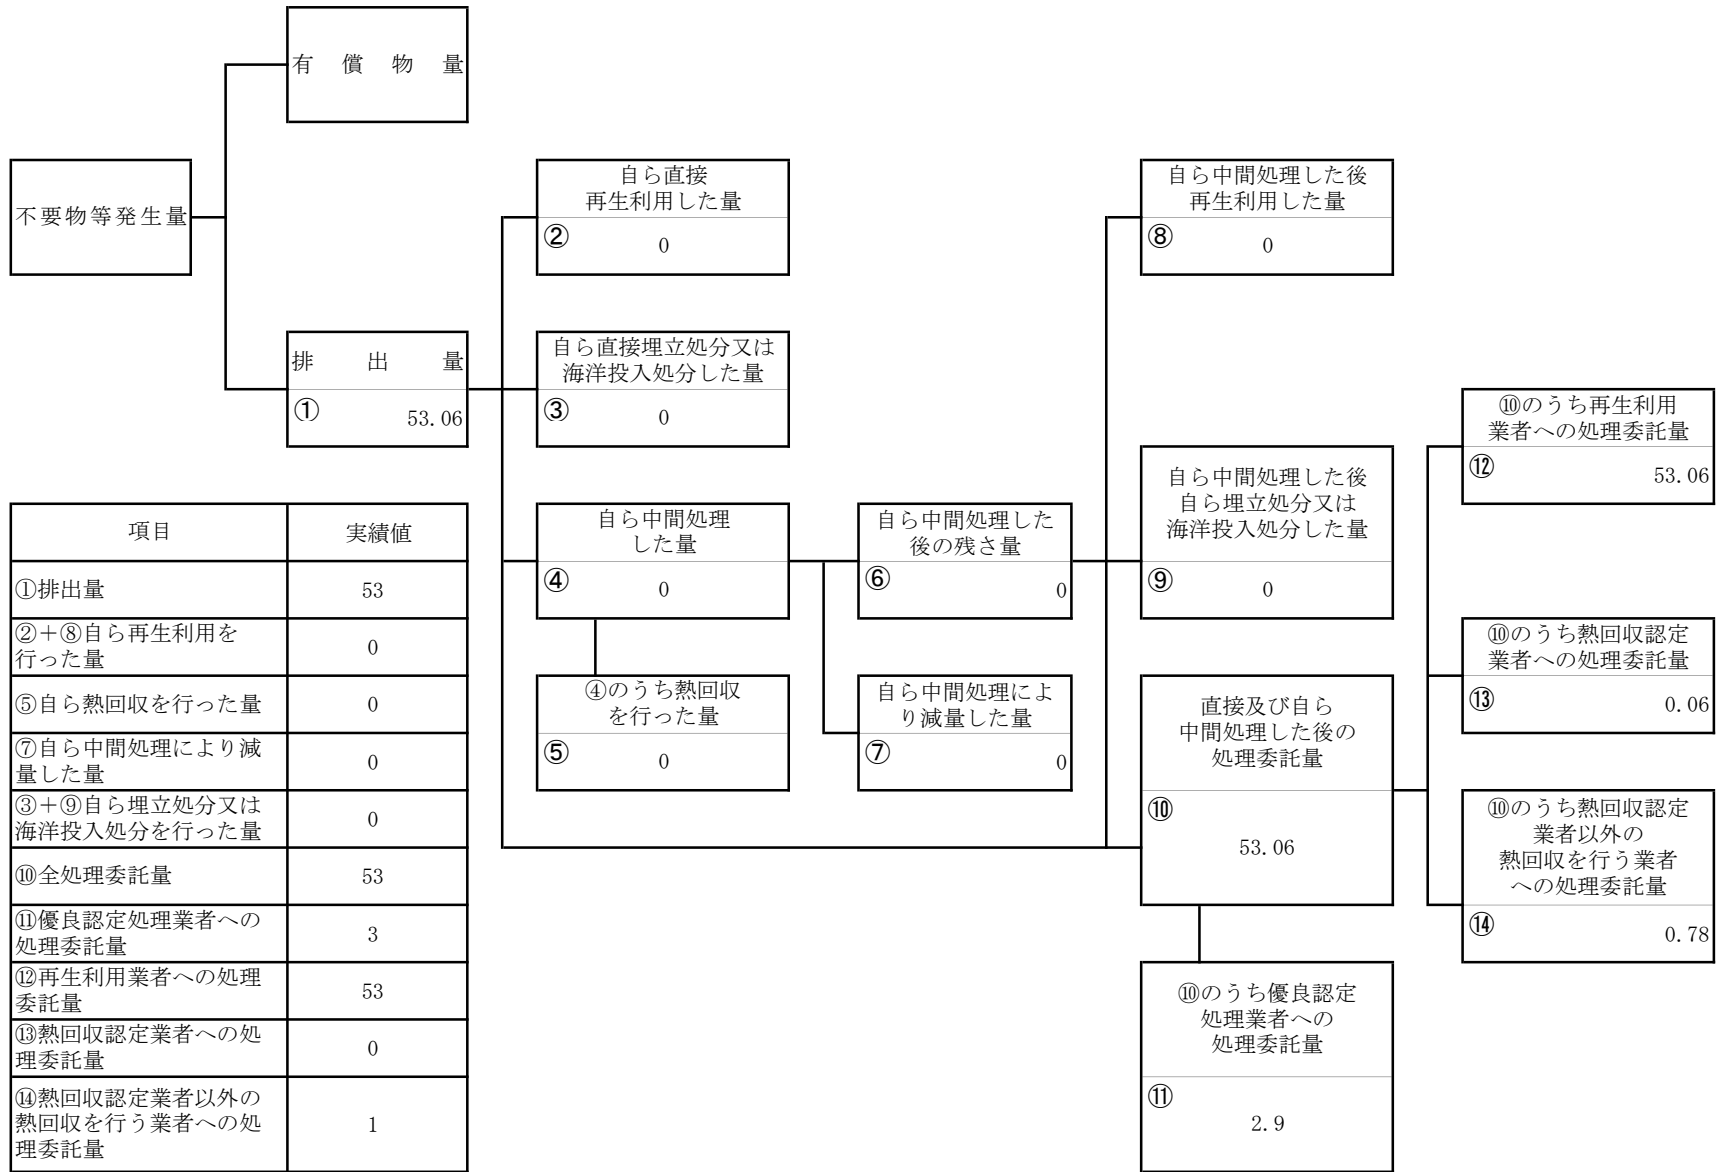 有償物量
不要物等発生量
排出量
①
53.06
自ら直接
再生利用した量
②
0
自ら直接埋立処分又は
海洋投入処分した量
③
0
自ら中間処理
した量
④
0
④のうち熱回収
を行った量
⑤
0
自ら中間処理した
後の残さ量
⑥
0
自ら中間処理によ
り減量した量
⑦
0
自ら中間処理した後
再生利用した量
⑧
0
自ら中間処理した後
自ら埋立処分又は
海洋投入処分した量
⑨
0
直接及び自ら
中間処理した後の
処理委託量
⑩
53.06
⑩のうち優良認定
処理業者への
処理委託量
⑪
2.9
⑩のうち再生利用
業者への処理委託量
⑫
53.06
⑩のうち熱回収認定
業者への処理委託量
⑬
0.06
⑩のうち熱回収認定
業者以外の
熱回収を行う業者
への処理委託量
⑭
0.78
項目 実績値
①排出量 53
②+⑧自ら再生利用を
行った量
0
⑤自ら熱回収を行った量 0
⑦自ら中間処理により減
量した量
0
③+⑨自ら埋立処分又は
海洋投入処分を行った量
0
⑩全処理委託量 53
⑪優良認定処理業者への
処理委託量
3
⑫再生利用業者への処理
委託量
53
⑬熱回収認定業者への処
理委託量
0
⑭熱回収認定業者以外の
熱回収を行う業者への処
理委託量
1